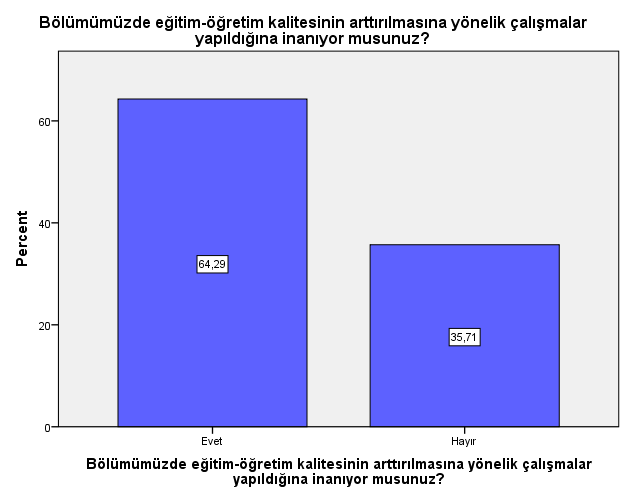 Bölümümüzde eğitim-öğretim kalitesinin arttırılmasına yönelik çalışmalar
yapıldığına inanıyor musunuz?
Percent
60
40
20
0
64,29
35,71
Evet
Hayır
Bölümümüzde eğitim-öğretim kalitesinin arttırılmasına yönelik çalışmalar
yapıldığına inanıyor musunuz?